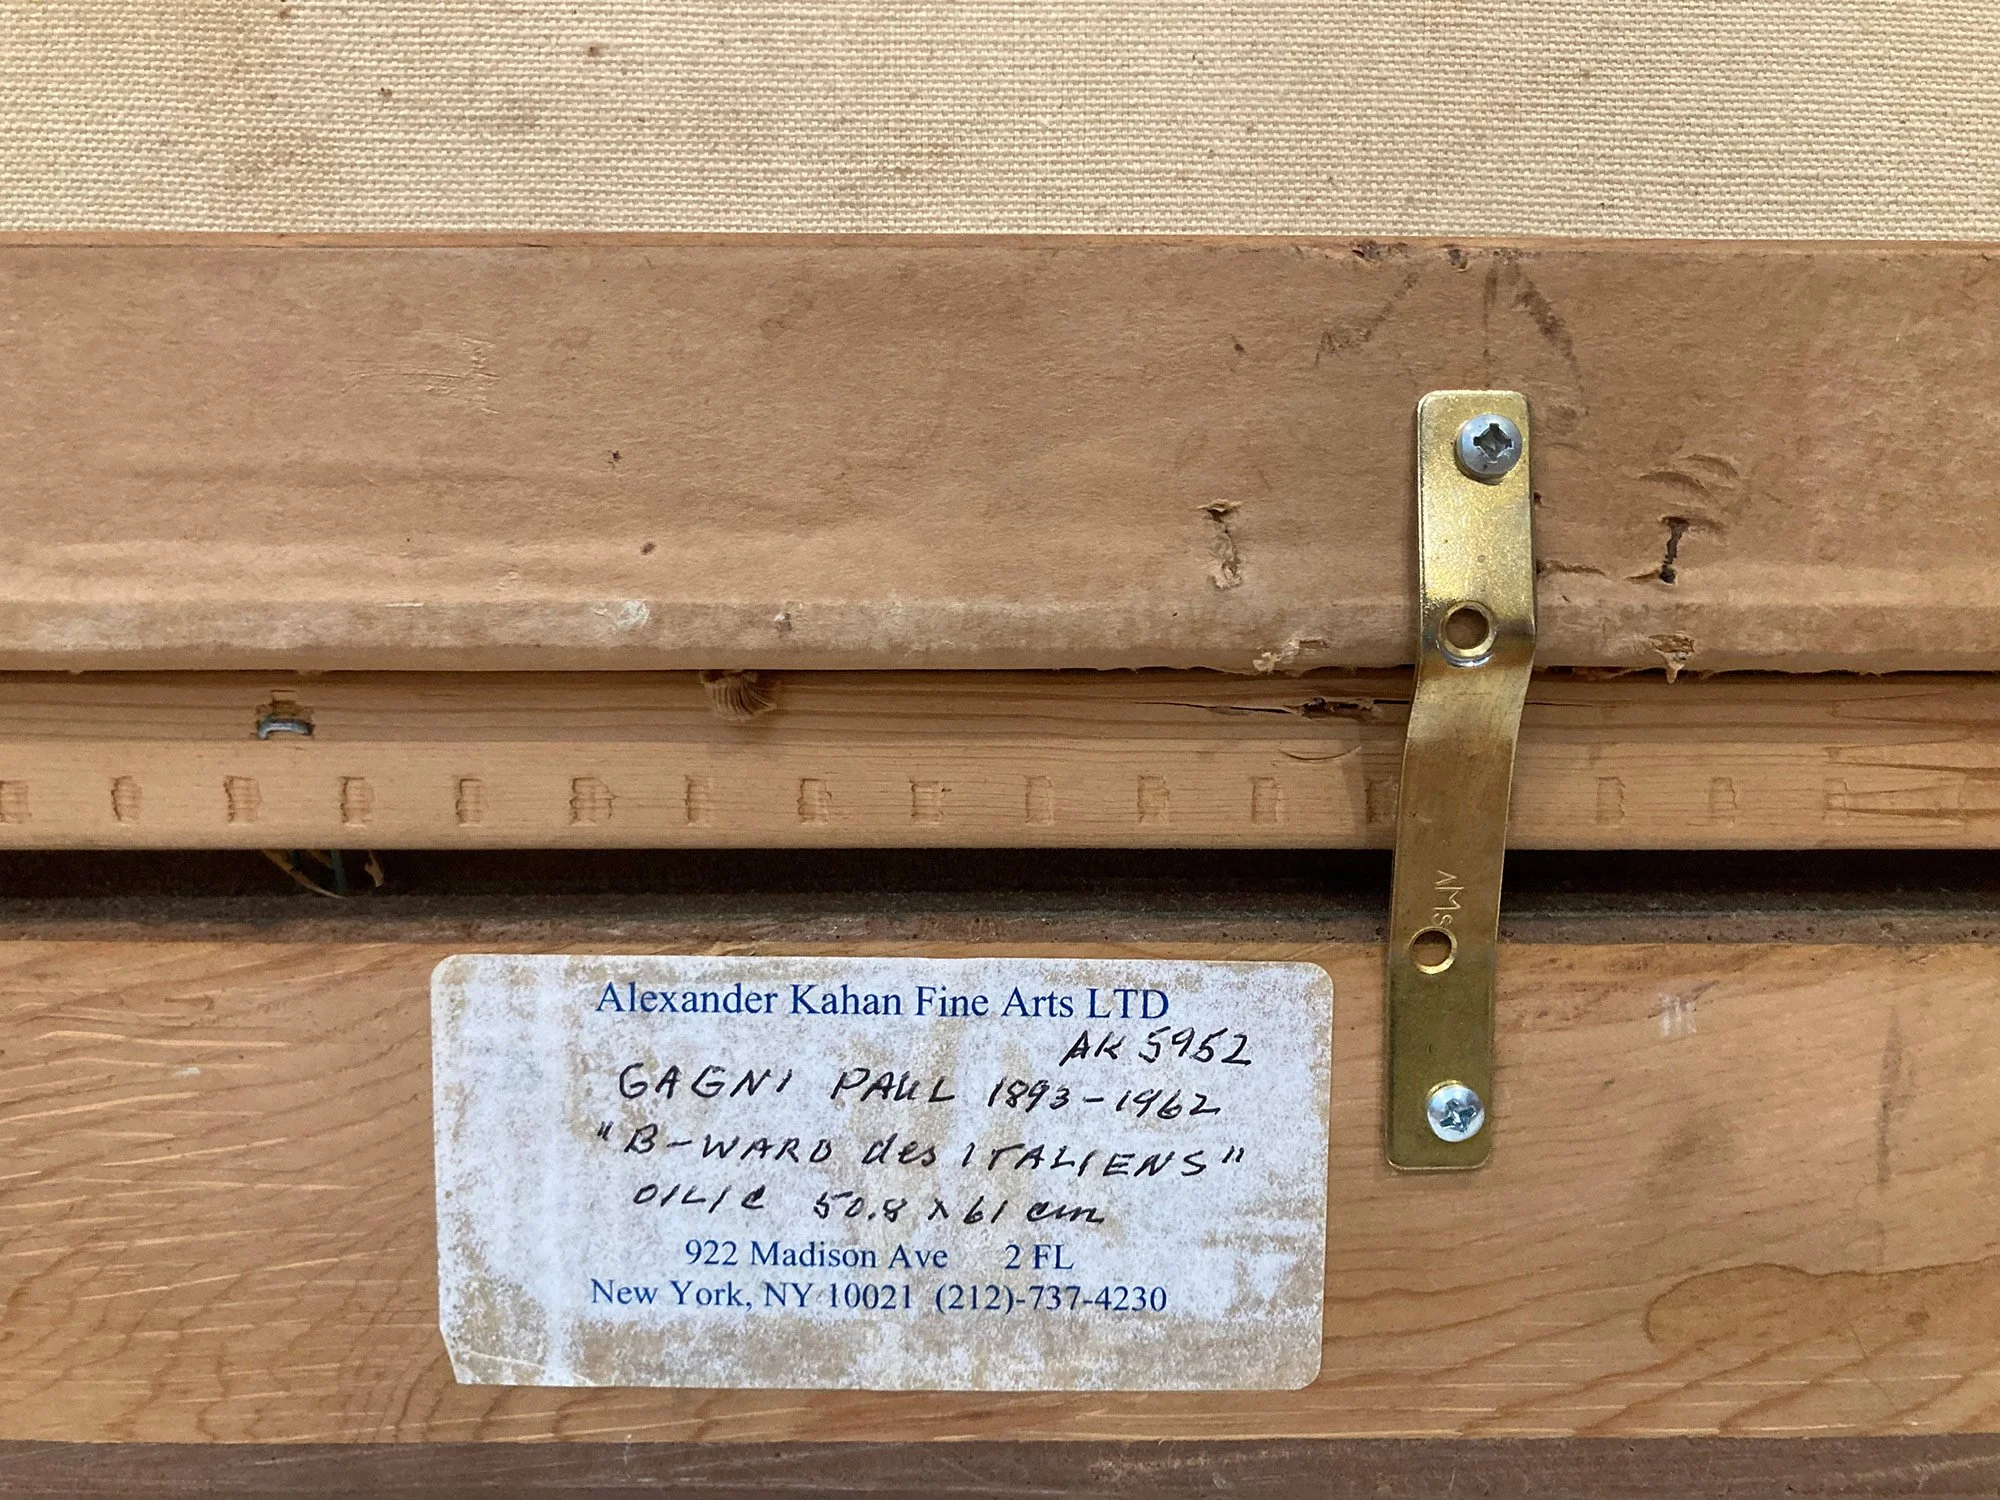 AMS
Alexander Kahan Fine Arts LTD
AK 5952
GAGNI PAUL 1893-1962
"B-WARD des ITALIENS"
OIL/C 50.8 x 61 cm
922 Madison Ave 2 FL
New York, NY 10021 (212)-737-4230